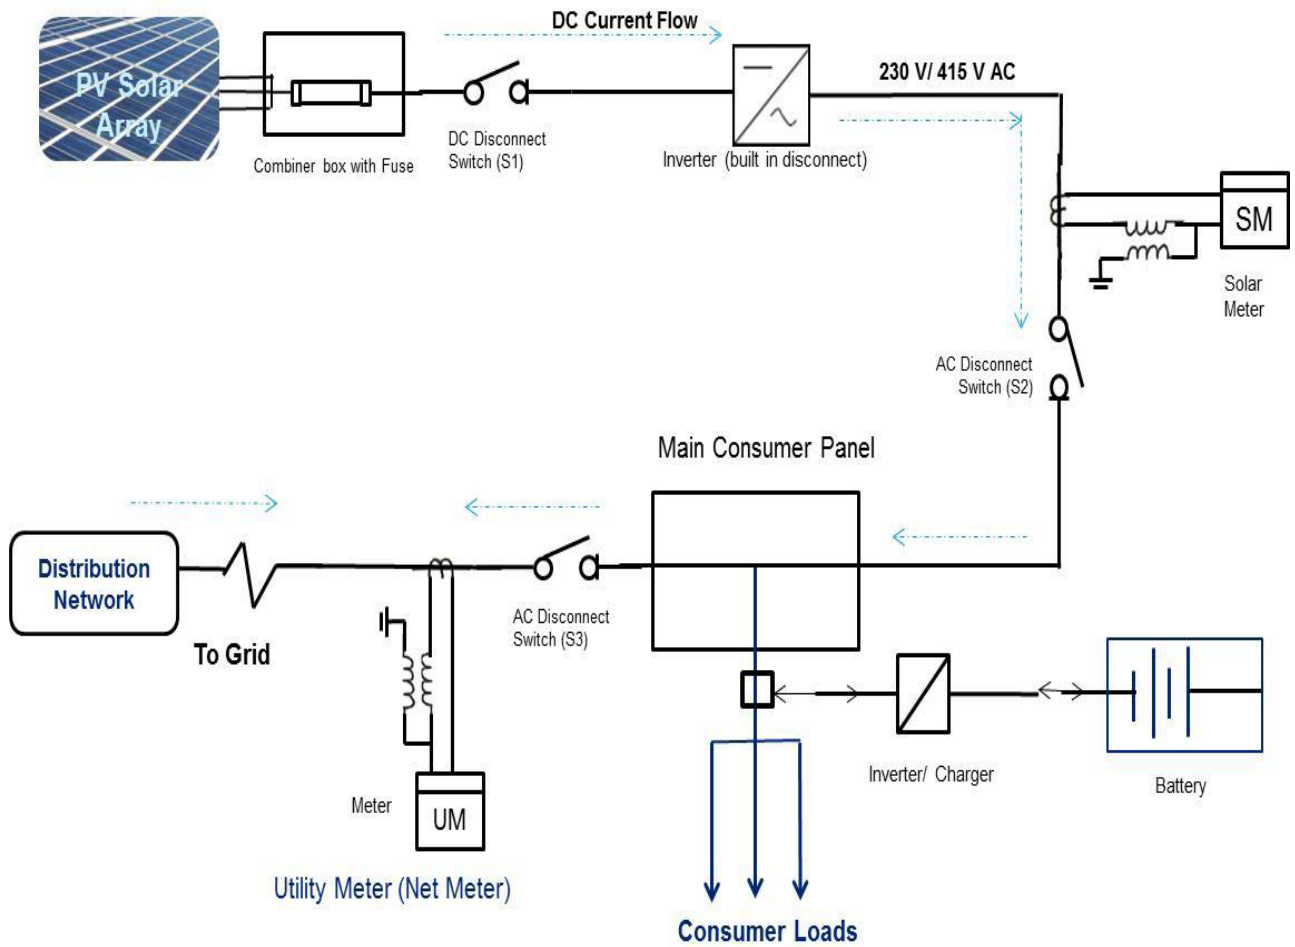 DC Current Flow
PV Solar
Array
230 V/ 415 V AC
DC Disconnect
Switch (S1)
Combiner box with Fuse
Inverter (built in disconnect)
SM
Solar
Meter
AC Disconnect
Switch (S2)
Main Consumer Panel
Distribution
Network
To Grid
AC Disconnect
Switch (S3)
Meter
UM
Inverter/ Charger
Battery
Utility Meter (Net Meter)
Consumer Loads